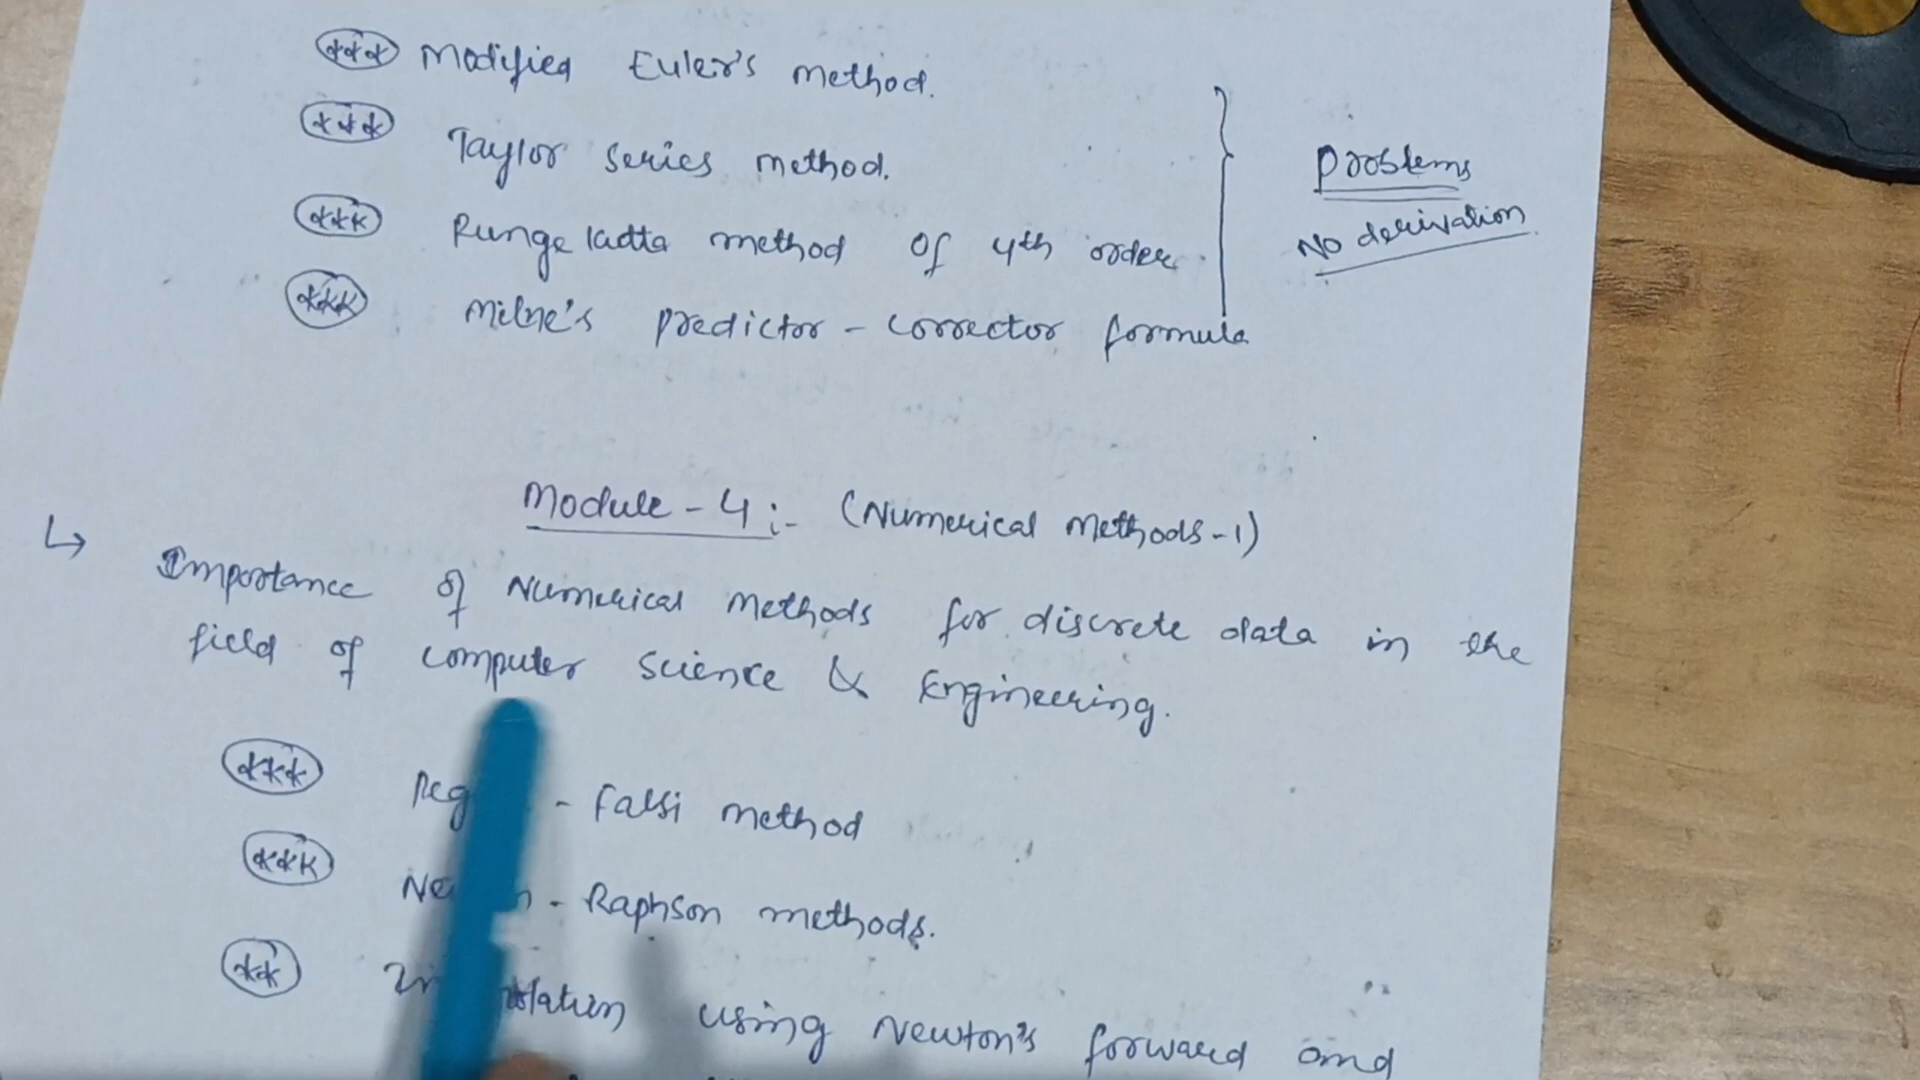 *** Modified Euler's method.
*** Taylor series method.
*** Runge kutta method of 4th order
*** Milne's predictor - corrector formula
Problems
No derivation
Module - 4 :- (Numerical Methods - 1)
↳ Importance of Numerical Methods for discrete data in the
field of computer science & Engineering.
*** - Falsi method
*** - Raphson methods.
** using Newton's forward and